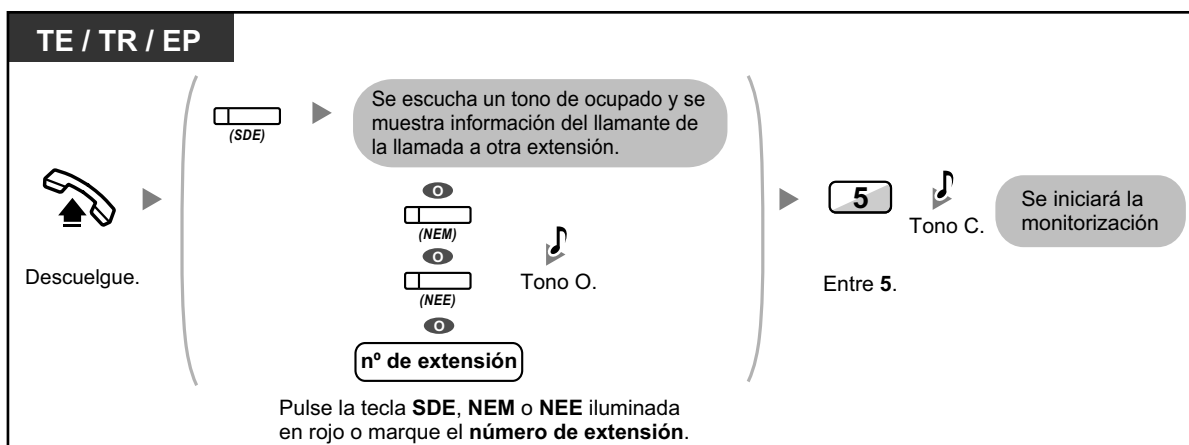 TE / TR / EP
(SDE)
Se escucha un tono de ocupado y se
muestra información del llamante de
la llamada a otra extensión.
O
(NEM)
O
(NEE)
O
nº de extensión
Tono O.
Descuelgue.
Pulse la tecla SDE, NEM o NEE iluminada
en rojo o marque el número de extensión.
5
Entre 5.
Tono C.
Se iniciará la
monitorización